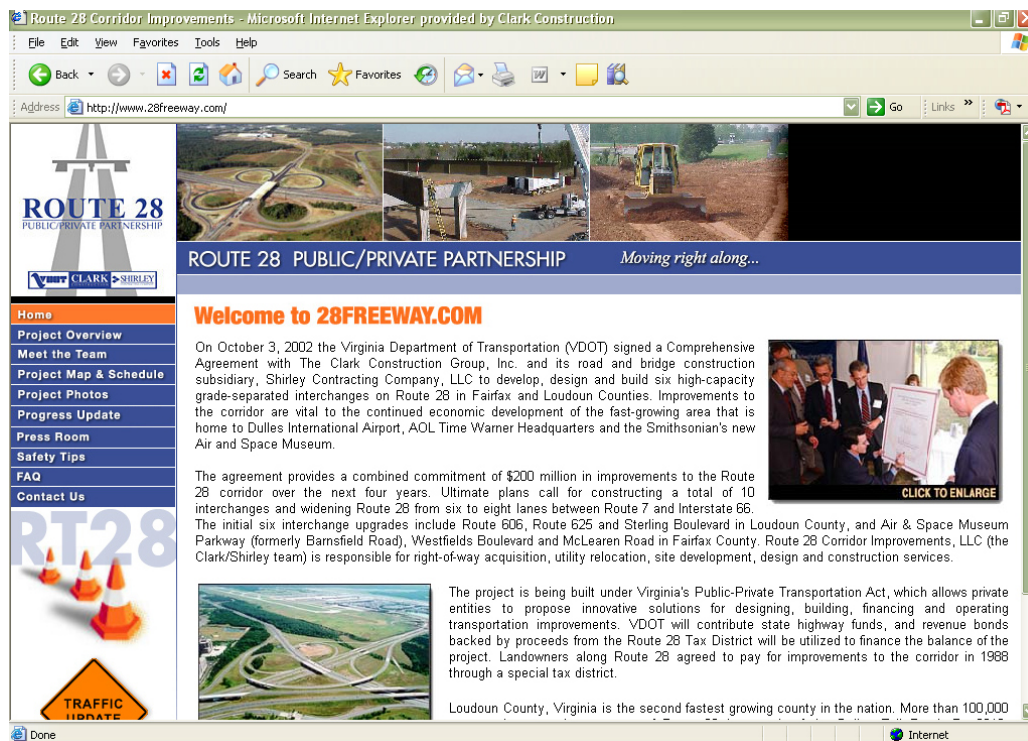 Route 28 Corridor Improvements - Microsoft Internet Explorer provided by Clark Construction
File Edit View Favorites Tools Help
Back Search Favorites
Address http://www.28freeway.com/ Go Links »
ROUTE 28
PUBLIC/PRIVATE PARTNERSHIP
VDOT CLARK SHIRLEY
ROUTE 28 PUBLIC/PRIVATE PARTNERSHIP Moving right along...
Home
Project Overview
Meet the Team
Project Map & Schedule
Project Photos
Progress Update
Press Room
Safety Tips
FAQ
Contact Us
RT28
TRAFFIC
UPDATE
Welcome to 28FREEWAY.COM
On October 3, 2002 the Virginia Department of Transportation (VDOT) signed a Comprehensive
Agreement with The Clark Construction Group, Inc. and its road and bridge construction
subsidiary, Shirley Contracting Company, LLC to develop, design and build six high-capacity
grade-separated interchanges on Route 28 in Fairfax and Loudoun Counties. Improvements to
the corridor are vital to the continued economic development of the fast-growing area that is
home to Dulles International Airport, AOL Time Warner Headquarters and the Smithsonian's new
Air and Space Museum.
CLICK TO ENLARGE
The agreement provides a combined commitment of $200 million in improvements to the Route
28 corridor over the next four years. Ultimate plans call for constructing a total of 10
interchanges and widening Route 28 from six to eight lanes between Route 7 and Interstate 66.
The initial six interchange upgrades include Route 606, Route 625 and Sterling Boulevard in Loudoun County, and Air & Space Museum
Parkway (formerly Barnsfield Road), Westfields Boulevard and McLearen Road in Fairfax County. Route 28 Corridor Improvements, LLC (the
Clark/Shirley team) is responsible for right-of-way acquisition, utility relocation, site development, design and construction services.
The project is being built under Virginia's Public-Private Transportation Act, which allows private
entities to propose innovative solutions for designing, building, financing and operating
transportation improvements. VDOT will contribute state highway funds, and revenue bonds
backed by proceeds from the Route 28 Tax District will be utilized to finance the balance of the
project. Landowners along Route 28 agreed to pay for improvements to the corridor in 1988
through a special tax district.
Loudoun County, Virginia is the second fastest growing county in the nation. More than 100,000
Done Internet